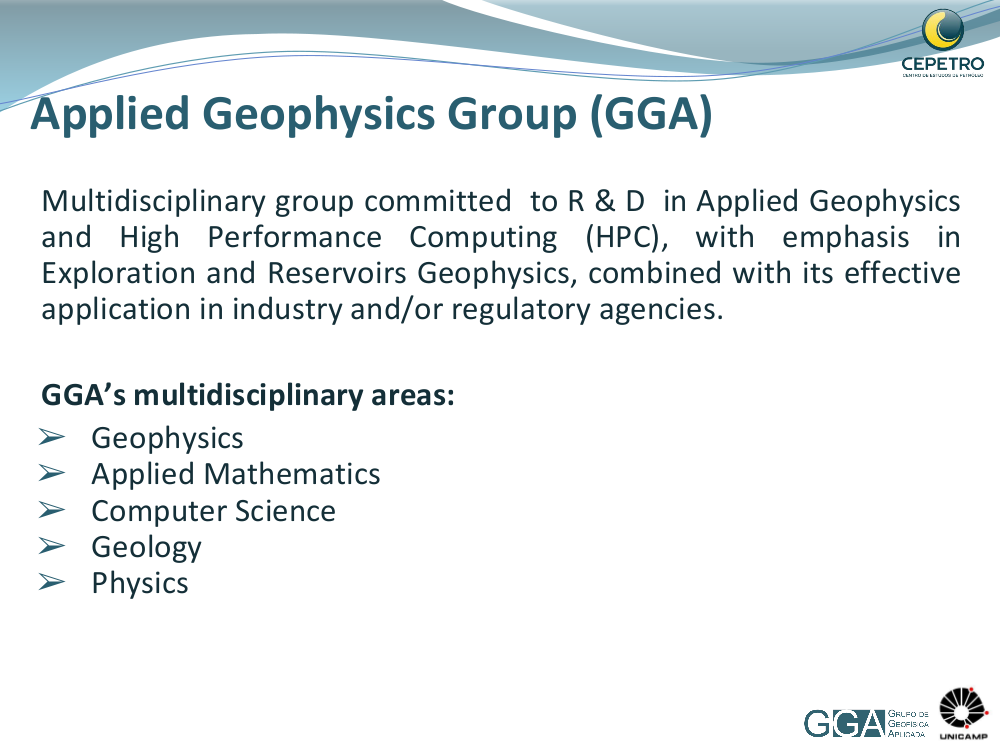 CEPETRO
CENTRO DE ESTUDOS DE PETRÓLEO
Applied Geophysics Group (GGA)
Multidisciplinary group committed to R & D in Applied Geophysics
and High Performance Computing (HPC), with emphasis in
Exploration and Reservoirs Geophysics, combined with its effective
application in industry and/or regulatory agencies.
GGA’s multidisciplinary areas:
➢ Geophysics
➢ Applied Mathematics
➢ Computer Science
➢ Geology
➢ Physics
GGA
GRUPO DE
GEOFÍSICA
APLICADA
UNICAMP